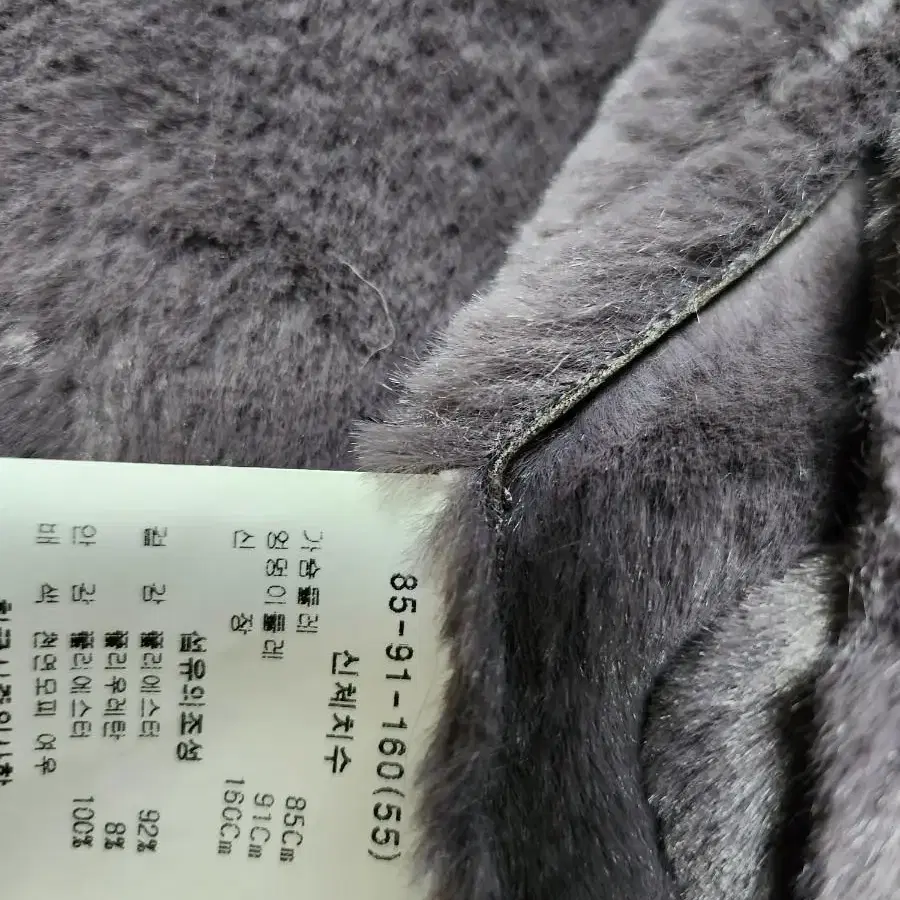 85-91-160(55)
신체치수
가슴둘레 85Cm
엉덩이둘레 91Cm
신 장 160Cm
섬유의조성
겉 감 폴리에스터 92%
폴리우레탄 8%
안 감 폴리에스터 100%
배 색 천연모피 여우